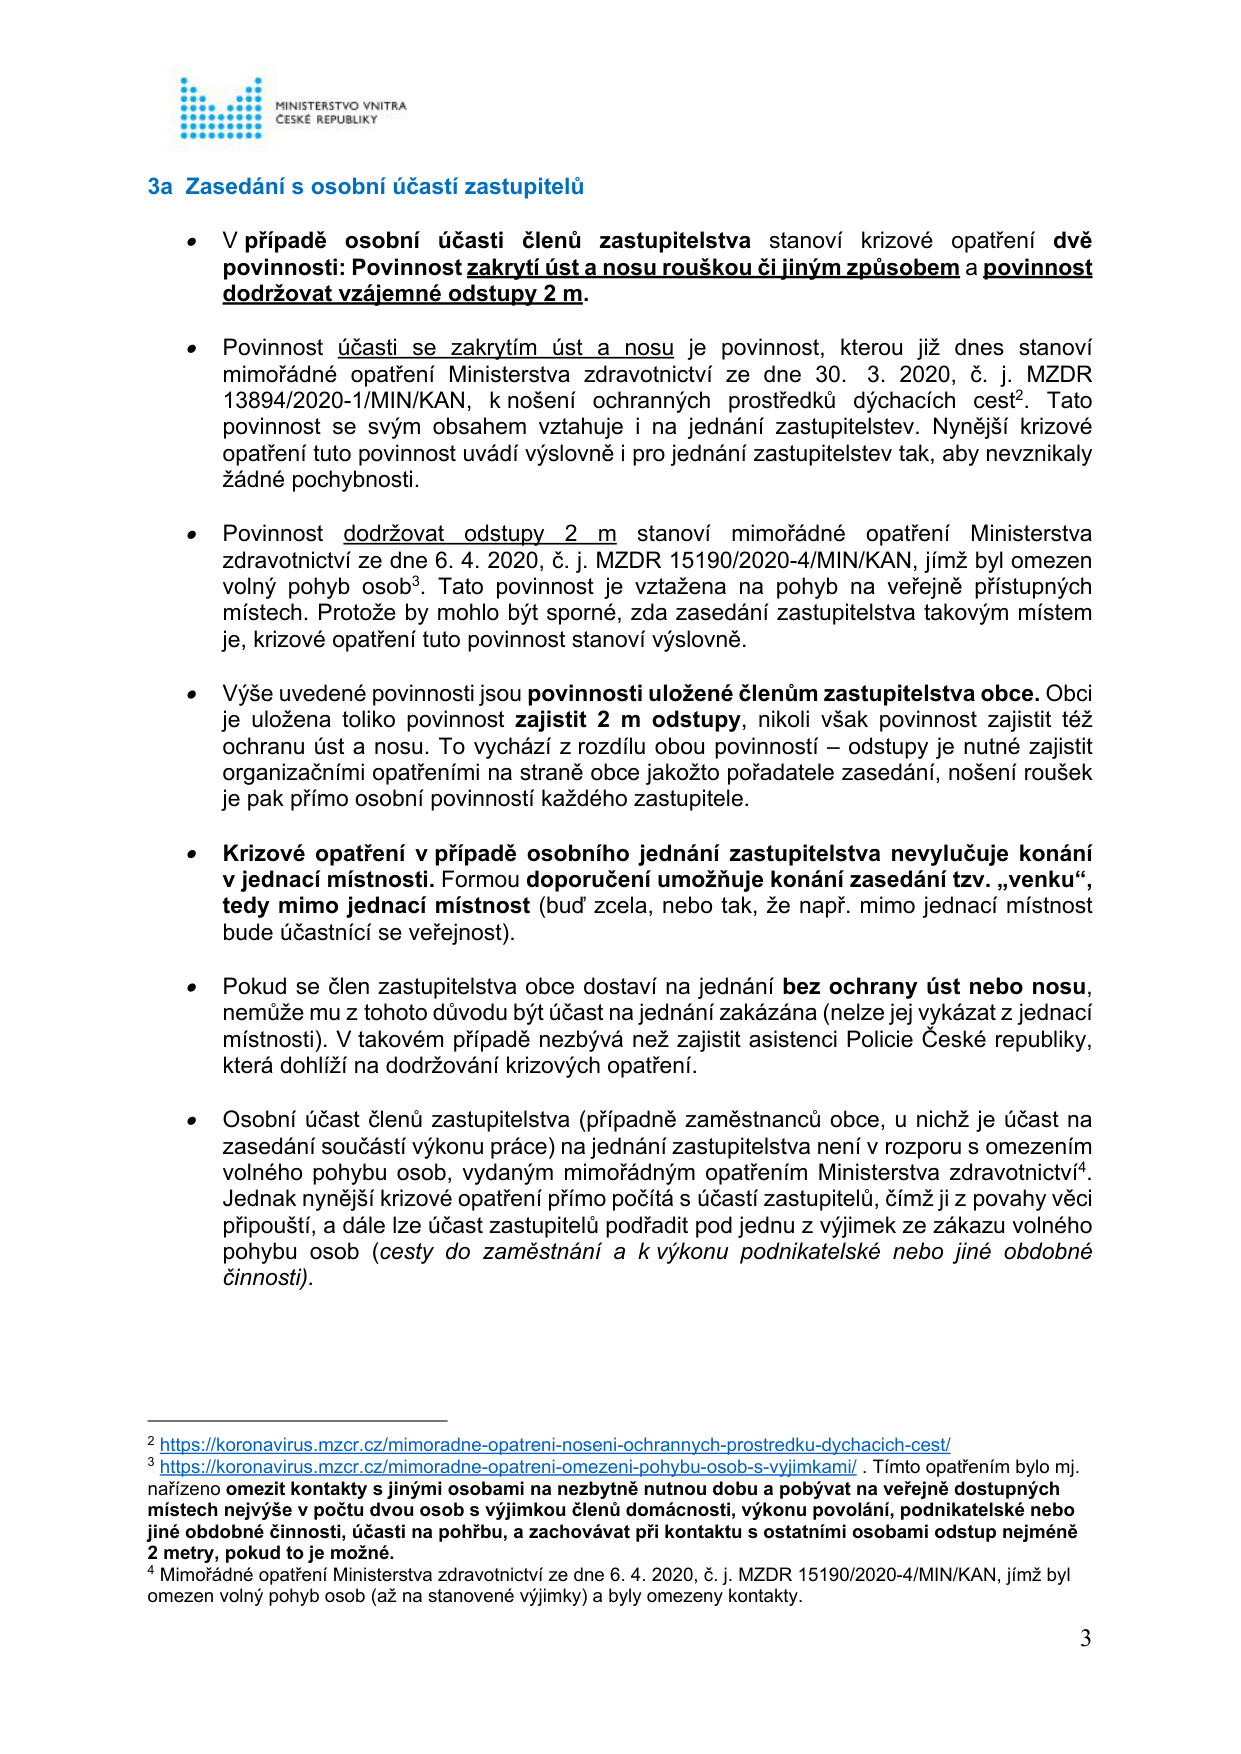 MINISTERSTVO VNITRA
ČESKÉ REPUBLIKY
3a Zasedání s osobní účastí zastupitelů
• V případě osobní účasti členů zastupitelstva stanoví krizové opatření dvě
povinnosti: Povinnost zakrytí úst a nosu rouškou či jiným způsobem a povinnost
dodržovat vzájemné odstupy 2 m.
• Povinnost účasti se zakrytím úst a nosu je povinnost, kterou již dnes stanoví
mimořádné opatření Ministerstva zdravotnictví ze dne 30. 3. 2020, č. j. MZDR
13894/2020-1/MIN/KAN, k nošení ochranných prostředků dýchacích cest². Tato
povinnost se svým obsahem vztahuje i na jednání zastupitelstev. Nynější krizové
opatření tuto povinnost uvádí výslovně i pro jednání zastupitelstev tak, aby nevznikaly
žádné pochybnosti.
• Povinnost dodržovat odstupy 2 m stanoví mimořádné opatření Ministerstva
zdravotnictví ze dne 6. 4. 2020, č. j. MZDR 15190/2020-4/MIN/KAN, jímž byl omezen
volný pohyb osob³. Tato povinnost je vztažena na pohyb na veřejně přístupných
místech. Protože by mohlo být sporné, zda zasedání zastupitelstva takovým místem
je, krizové opatření tuto povinnost stanoví výslovně.
• Výše uvedené povinnosti jsou povinnosti uložené členům zastupitelstva obce. Obci
je uložena toliko povinnost zajistit 2 m odstupy, nikoli však povinnost zajistit též
ochranu úst a nosu. To vychází z rozdílu obou povinností – odstupy je nutné zajistit
organizačními opatřeními na straně obce jakožto pořadatele zasedání, nošení roušek
je pak přímo osobní povinností každého zastupitele.
• Krizové opatření v případě osobního jednání zastupitelstva nevylučuje konání
v jednací místnosti. Formou doporučení umožňuje konání zasedání tzv. „venku“,
tedy mimo jednací místnost (buď zcela, nebo tak, že např. mimo jednací místnost
bude účastnící se veřejnost).
• Pokud se člen zastupitelstva obce dostaví na jednání bez ochrany úst nebo nosu,
nemůže mu z tohoto důvodu být účast na jednání zakázána (nelze jej vykázat z jednací
místnosti). V takovém případě nezbývá než zajistit asistenci Policie České republiky,
která dohlíží na dodržování krizových opatření.
• Osobní účast členů zastupitelstva (případně zaměstnanců obce, u nichž je účast na
zasedání součástí výkonu práce) na jednání zastupitelstva není v rozporu s omezením
volného pohybu osob, vydaným mimořádným opatřením Ministerstva zdravotnictví⁴.
Jednak nynější krizové opatření přímo počítá s účastí zastupitelů, čímž ji z povahy věci
připouští, a dále lze účast zastupitelů podřadit pod jednu z výjimek ze zákazu volného
pohybu osob (cesty do zaměstnání a k výkonu podnikatelské nebo jiné obdobné
činnosti).
² https://koronavirus.mzcr.cz/mimoradne-opatreni-noseni-ochrannych-prostredku-dychacich-cest/
³ https://koronavirus.mzcr.cz/mimoradne-opatreni-omezeni-pohybu-osob-s-vyjimkami/ . Tímto opatřením bylo mj.
nařízeno omezit kontakty s jinými osobami na nezbytně nutnou dobu a pobývat na veřejně dostupných
místech nejvýše v počtu dvou osob s výjimkou členů domácnosti, výkonu povolání, podnikatelské nebo
jiné obdobné činnosti, účasti na pohřbu, a zachovávat při kontaktu s ostatními osobami odstup nejméně
2 metry, pokud to je možné.
⁴ Mimořádné opatření Ministerstva zdravotnictví ze dne 6. 4. 2020, č. j. MZDR 15190/2020-4/MIN/KAN, jímž byl
omezen volný pohyb osob (až na stanovené výjimky) a byly omezeny kontakty.
3